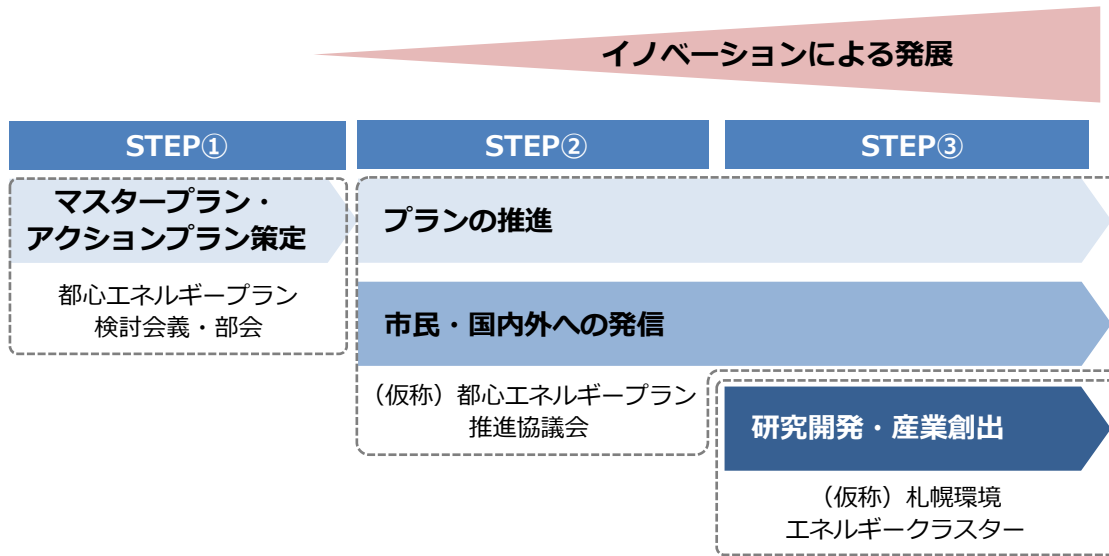 イノベーションによる発展
STEP①
STEP②
STEP③
マスタープラン・
アクションプラン策定
都心エネルギープラン
検討会議・部会
プランの推進
市民・国内外への発信
（仮称）都心エネルギープラン
推進協議会
研究開発・産業創出
（仮称）札幌環境
エネルギークラスター